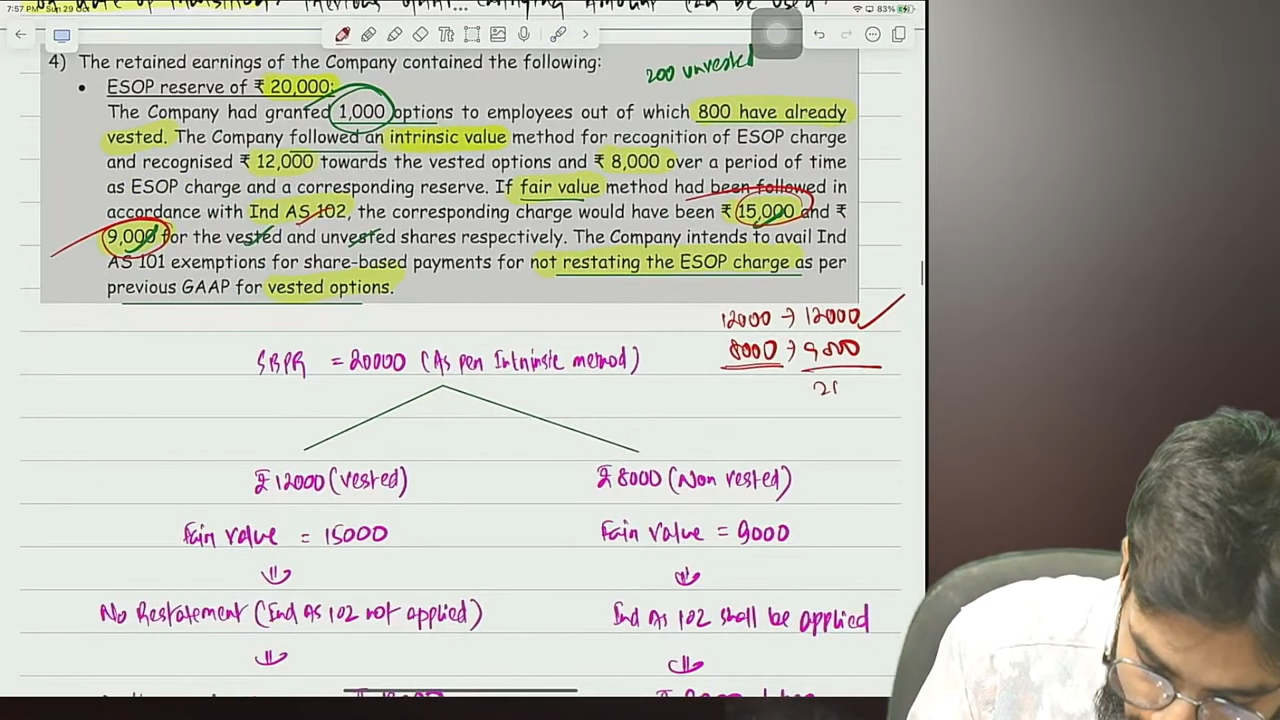 7:57 PM Sun 29 Oct
83%
4) The retained earnings of the Company contained the following:
200 unvested
• ESOP reserve of ₹ 20,000:
The Company had granted 1,000 options to employees out of which 800 have already
vested. The Company followed an intrinsic value method for recognition of ESOP charge
and recognised ₹ 12,000 towards the vested options and ₹ 8,000 over a period of time
as ESOP charge and a corresponding reserve. If fair value method had been followed in
accordance with Ind AS 102, the corresponding charge would have been ₹ 15,000 and ₹
9,000 for the vested and unvested shares respectively. The Company intends to avail Ind
AS 101 exemptions for share-based payments for not restating the ESOP charge as per
previous GAAP for vested options.
12000 → 12000
8000 → 9000
21
SBPR = 20000 (As per Intrinsic method)
₹12000 (vested)
₹8000 (Non vested)
Fair value = 15000
Fair value = 9000
No Restatement (Ind As 102 not applied)
Ind As 102 shall be applied